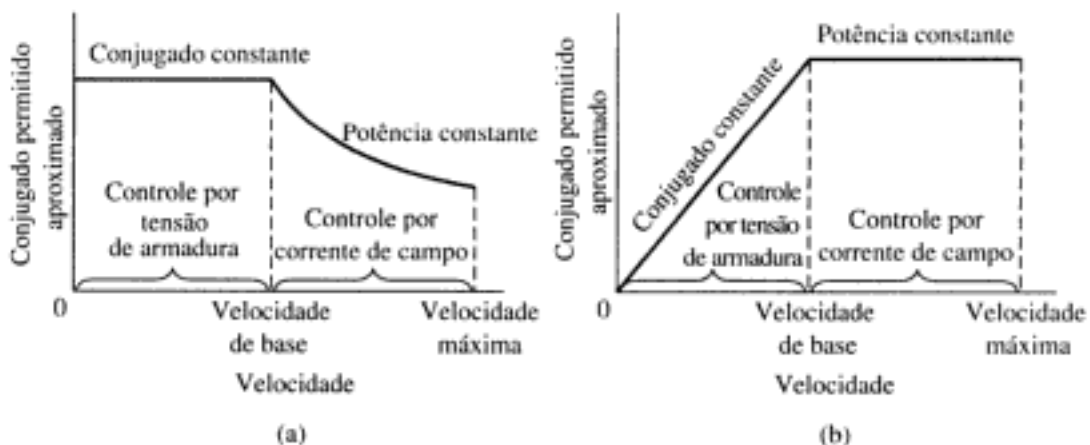 Conjugado permitido
aproximado
Conjugado constante
Potência constante
Controle por
tensão
de armadura
Controle por
corrente de campo
0
Velocidade
de base
Velocidade
máxima
Velocidade
(a)
Conjugado permitido
aproximado
Potência constante
Conjugado constante
Controle
por tensão
de armadura
Controle por
corrente de campo
0
Velocidade
de base
Velocidade
máxima
Velocidade
(b)